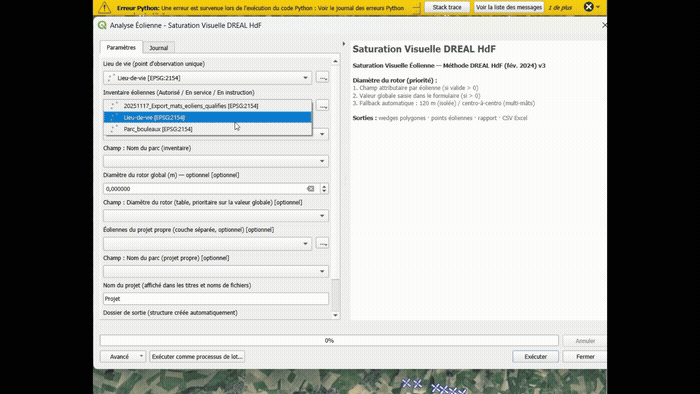 Erreur Python: Une erreur est survenue lors de l'exécution du code Python : Voir le journal des erreurs Python
Stack trace
Voir la liste des messages
1 de plus
Analyse Éolienne - Saturation Visuelle DREAL HdF
Paramètres
Journal
Lieu de vie (point d'observation unique)
Lieu-de-vie [EPSG:2154]
Inventaire éoliennes (Autorisé / En service / En instruction)
20251117_Export_mats_eoliens_qualifies [EPSG:2154]
Lieu-de-vie [EPSG:2154]
Parc_bouleaux [EPSG:2154]
Champ : Nom du parc (inventaire)
Diamètre du rotor global (m) — optionnel [optionnel]
0,000000
Champ : Diamètre du rotor (table, prioritaire sur la valeur globale) [optionnel]
Éoliennes du projet propre (couche séparée, optionnel) [optionnel]
Champ : Nom du parc (projet propre) [optionnel]
Nom du projet (affiché dans les titres et noms de fichiers)
Projet
Dossier de sortie (structure créée automatiquement)
Saturation Visuelle DREAL HdF
Saturation Visuelle Éolienne — Méthode DREAL HdF (fév. 2024) v3
Diamètre du rotor (priorité) :
1. Champ attributaire par éolienne (si valide > 0)
2. Valeur globale saisie dans le formulaire (si > 0)
3. Fallback automatique : 120 m (isolée) / centre-à-centre (multi-mâts)
Sorties : wedges polygones · points éoliennes · rapport · CSV Excel
0%
Annuler
Avancé
Exécuter comme processus de lot...
Exécuter
Fermer